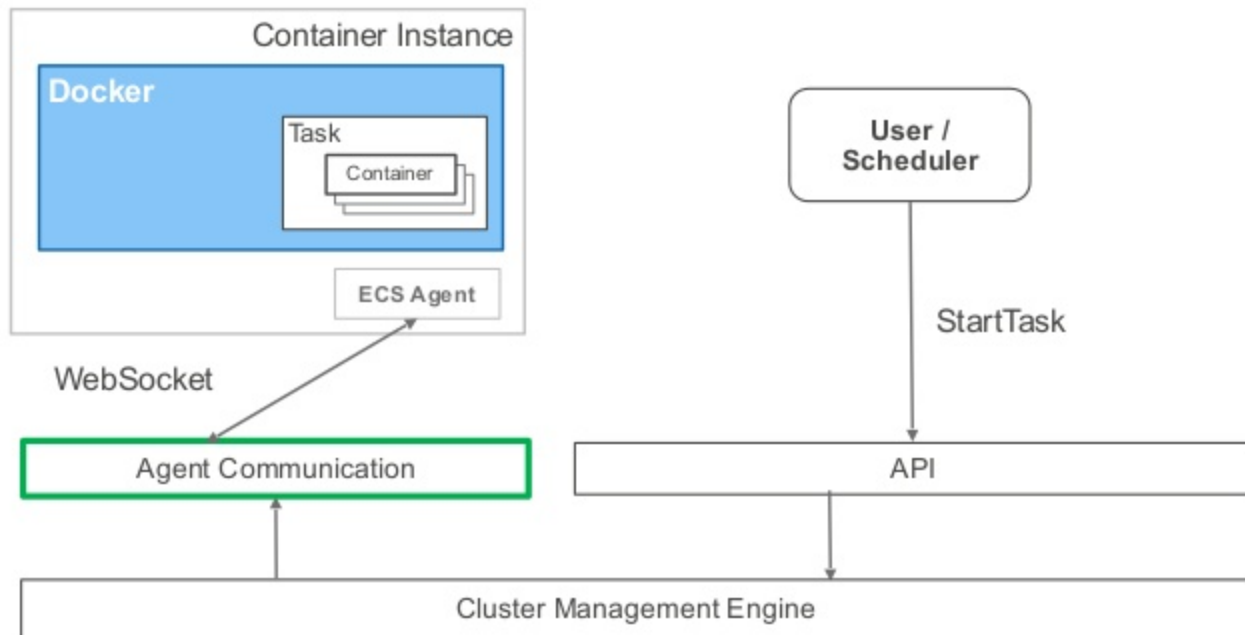 Container Instance
Docker
Task
Container
ECS Agent
User /
Scheduler
StartTask
WebSocket
Agent Communication
API
Cluster Management Engine